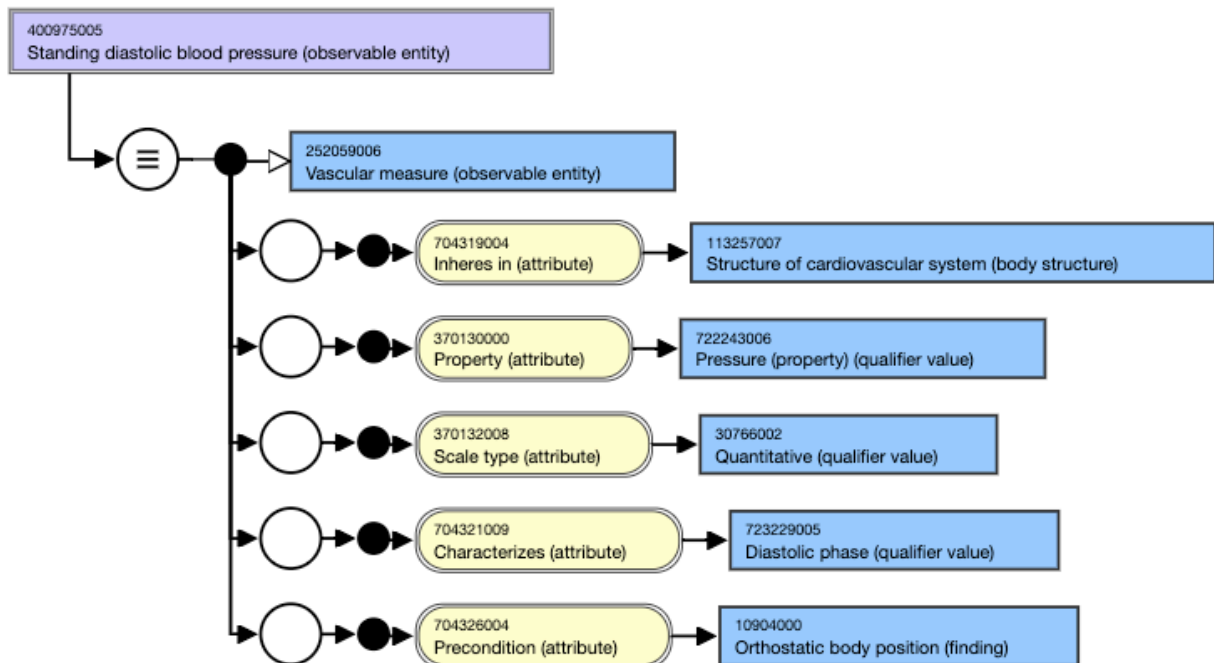 400975005
Standing diastolic blood pressure (observable entity)
252059006
Vascular measure (observable entity)
704319004
Inheres in (attribute)
113257007
Structure of cardiovascular system (body structure)
370130000
Property (attribute)
722243006
Pressure (property) (qualifier value)
370132008
Scale type (attribute)
30766002
Quantitative (qualifier value)
704321009
Characterizes (attribute)
723229005
Diastolic phase (qualifier value)
704326004
Precondition (attribute)
10904000
Orthostatic body position (finding)